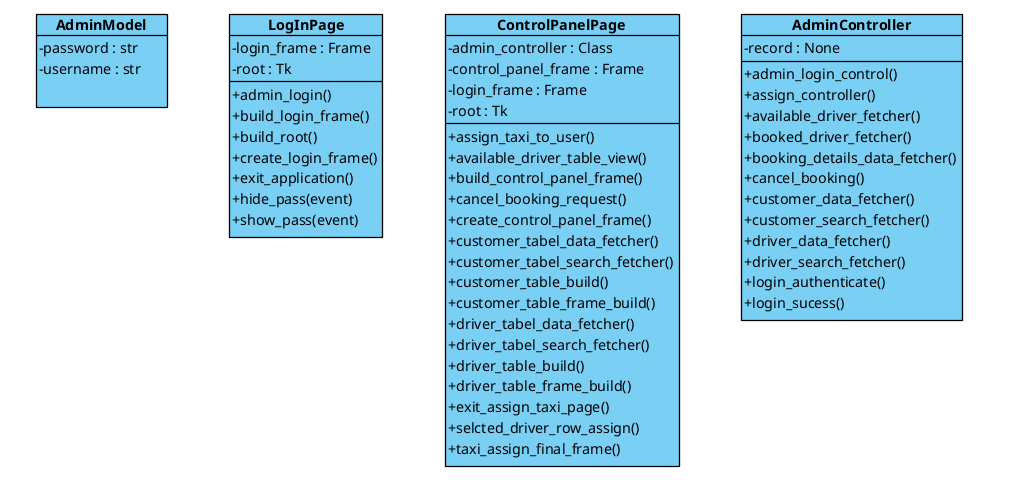 AdminModel
-password : str
-username : str
LogInPage
-login_frame : Frame
-root : Tk
+admin_login()
+build_login_frame()
+build_root()
+create_login_frame()
+exit_application()
+hide_pass(event)
+show_pass(event)
ControlPanelPage
-admin_controller : Class
-control_panel_frame : Frame
-login_frame : Frame
-root : Tk
+assign_taxi_to_user()
+available_driver_table_view()
+build_control_panel_frame()
+cancel_booking_request()
+create_control_panel_frame()
+customer_tabel_data_fetcher()
+customer_tabel_search_fetcher()
+customer_table_build()
+customer_table_frame_build()
+driver_tabel_data_fetcher()
+driver_tabel_search_fetcher()
+driver_table_build()
+driver_table_frame_build()
+exit_assign_taxi_page()
+selcted_driver_row_assign()
+taxi_assign_final_frame()
AdminController
-record : None
+admin_login_control()
+assign_controller()
+available_driver_fetcher()
+booked_driver_fetcher()
+booking_details_data_fetcher()
+cancel_booking()
+customer_data_fetcher()
+customer_search_fetcher()
+driver_data_fetcher()
+driver_search_fetcher()
+login_authenticate()
+login_sucess()